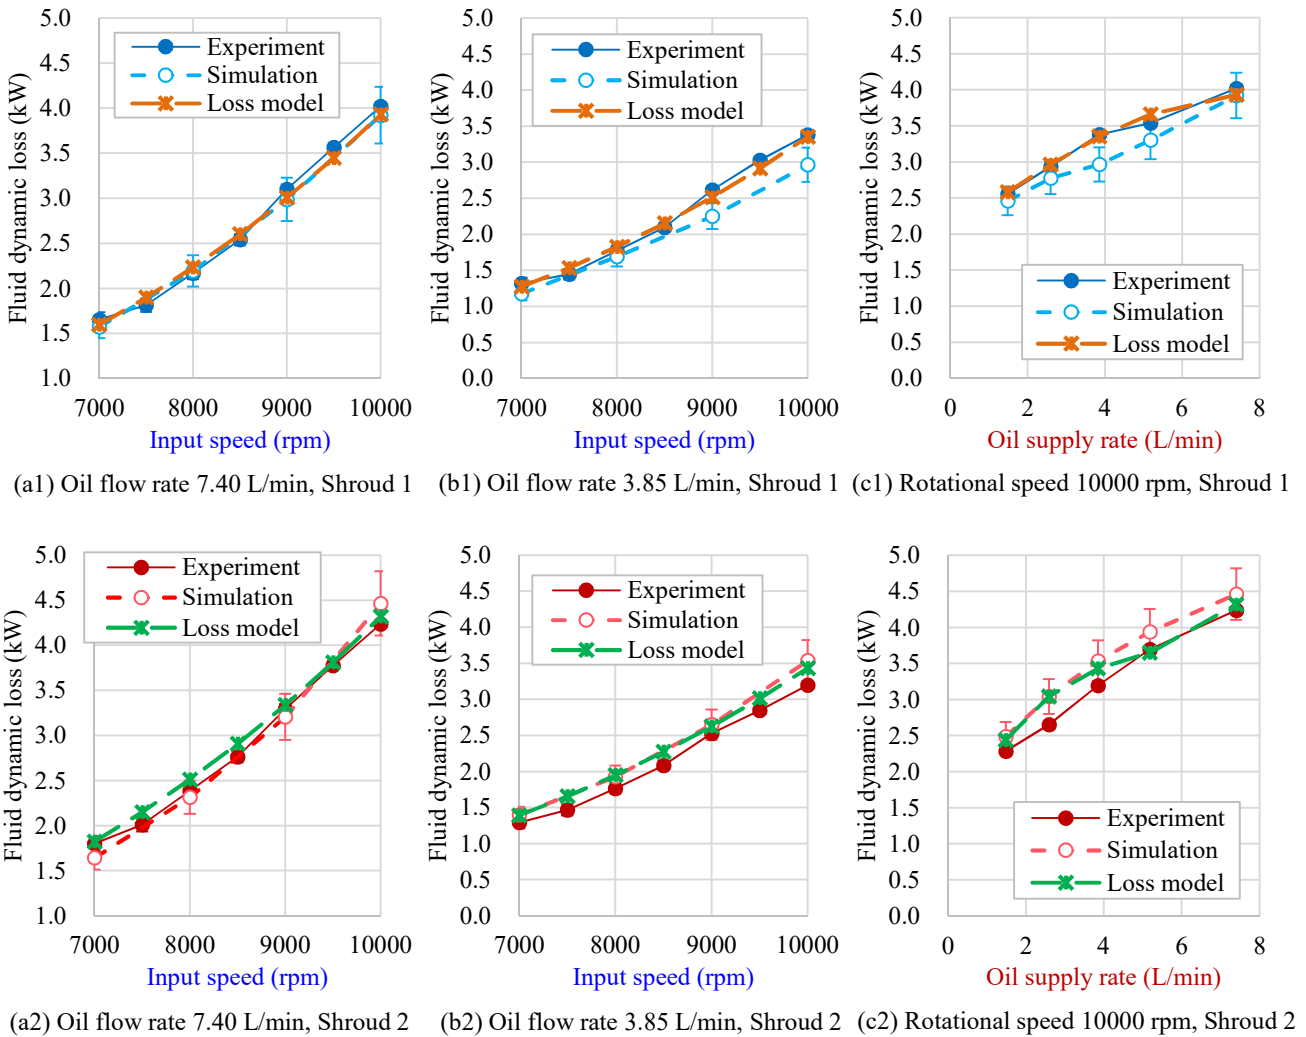 5.0
4.5
4.0
3.5
3.0
2.5
2.0
1.5
1.0
Fluid dynamic loss (kW)
Experiment
Simulation
Loss model
7000 8000 9000 10000
Input speed (rpm)
(a1) Oil flow rate 7.40 L/min, Shroud 1
5.0
4.5
4.0
3.5
3.0
2.5
2.0
1.5
1.0
0.5
0.0
Fluid dynamic loss (kW)
Experiment
Simulation
Loss model
7000 8000 9000 10000
Input speed (rpm)
(b1) Oil flow rate 3.85 L/min, Shroud 1
5.0
4.5
4.0
3.5
3.0
2.5
2.0
1.5
1.0
0.5
0.0
Fluid dynamic loss (kW)
Experiment
Simulation
Loss model
0 2 4 6 8
Oil supply rate (L/min)
(c1) Rotational speed 10000 rpm, Shroud 1
5.0
4.5
4.0
3.5
3.0
2.5
2.0
1.5
1.0
Fluid dynamic loss (kW)
Experiment
Simulation
Loss model
7000 8000 9000 10000
Input speed (rpm)
(a2) Oil flow rate 7.40 L/min, Shroud 2
5.0
4.5
4.0
3.5
3.0
2.5
2.0
1.5
1.0
0.5
0.0
Fluid dynamic loss (kW)
Experiment
Simulation
Loss model
7000 8000 9000 10000
Input speed (rpm)
(b2) Oil flow rate 3.85 L/min, Shroud 2
5.0
4.5
4.0
3.5
3.0
2.5
2.0
1.5
1.0
0.5
0.0
Fluid dynamic loss (kW)
Experiment
Simulation
Loss model
0 2 4 6 8
Oil supply rate (L/min)
(c2) Rotational speed 10000 rpm, Shroud 2